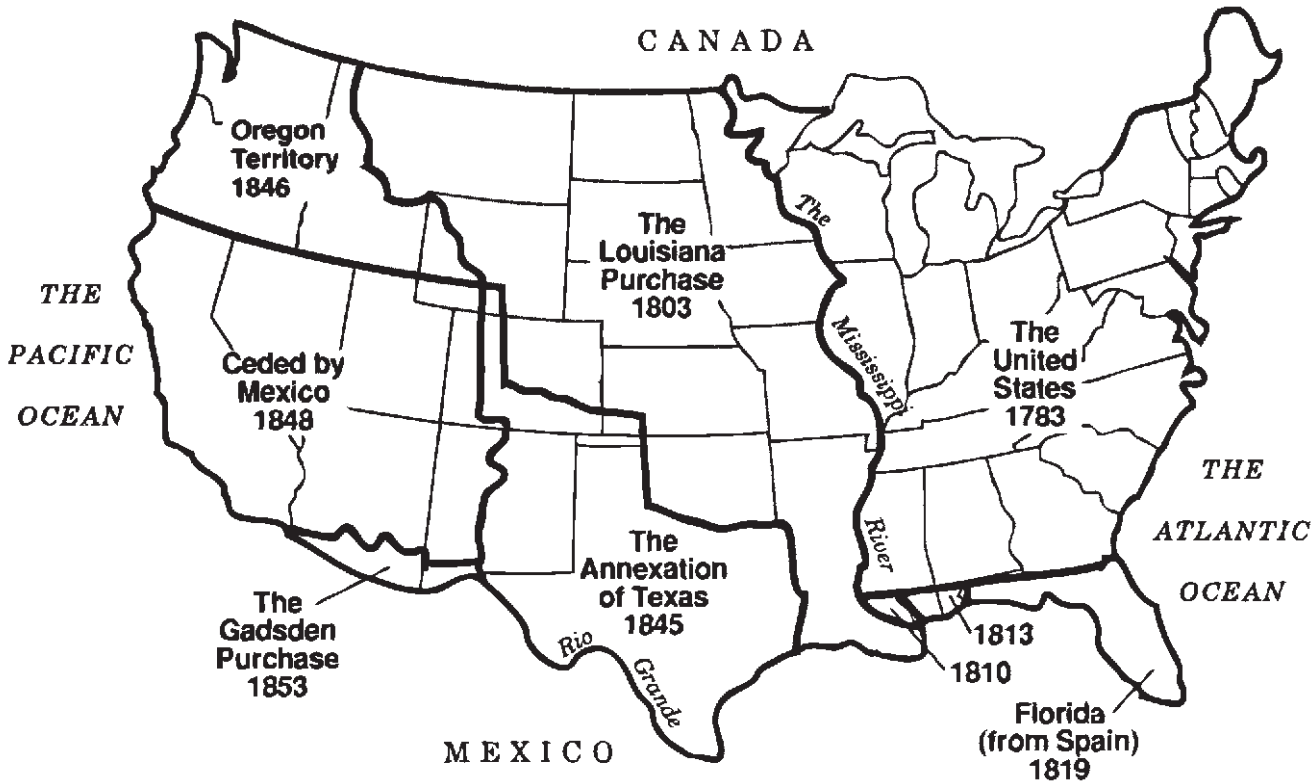 CANADA
Oregon
Territory
1846
The
Louisiana
Purchase
1803
The
Mississippi
River
THE
PACIFIC
OCEAN
Ceded by
Mexico
1848
The
United
States
1783
THE
ATLANTIC
OCEAN
The
Annexation
of Texas
1845
The
Gadsden
Purchase
1853
Rio
Grande
1813
1810
Florida
(from Spain)
1819
MEXICO